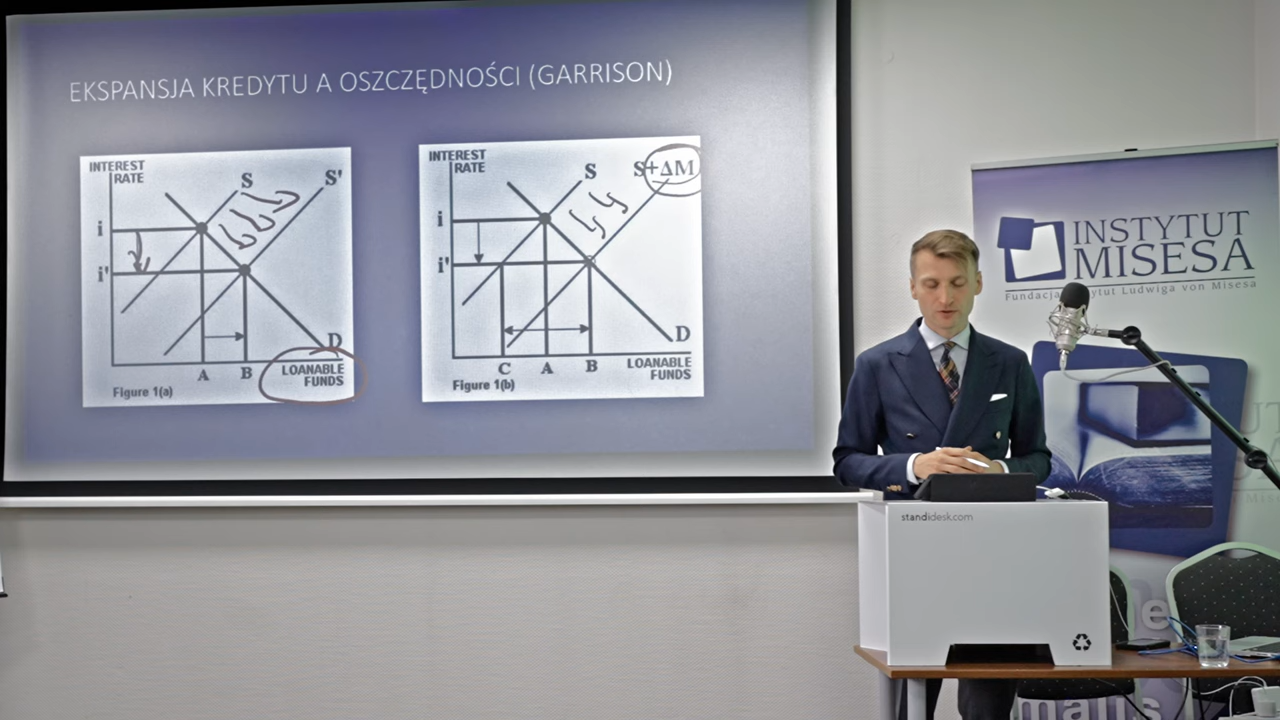 EKSPANSJA KREDYTU A OSZCZĘDNOŚCI (GARRISON)
INTEREST
RATE
S
S'
i
i'
D
A
B
LOANABLE
FUNDS
Figure 1(a)
INTEREST
RATE
S
S+ΔM
i
i'
D
C
A
B
LOANABLE
FUNDS
Figure 1(b)
INSTYTUT
MISESA
Fundacja Instytut Ludwiga von Misesa
standidesk.com